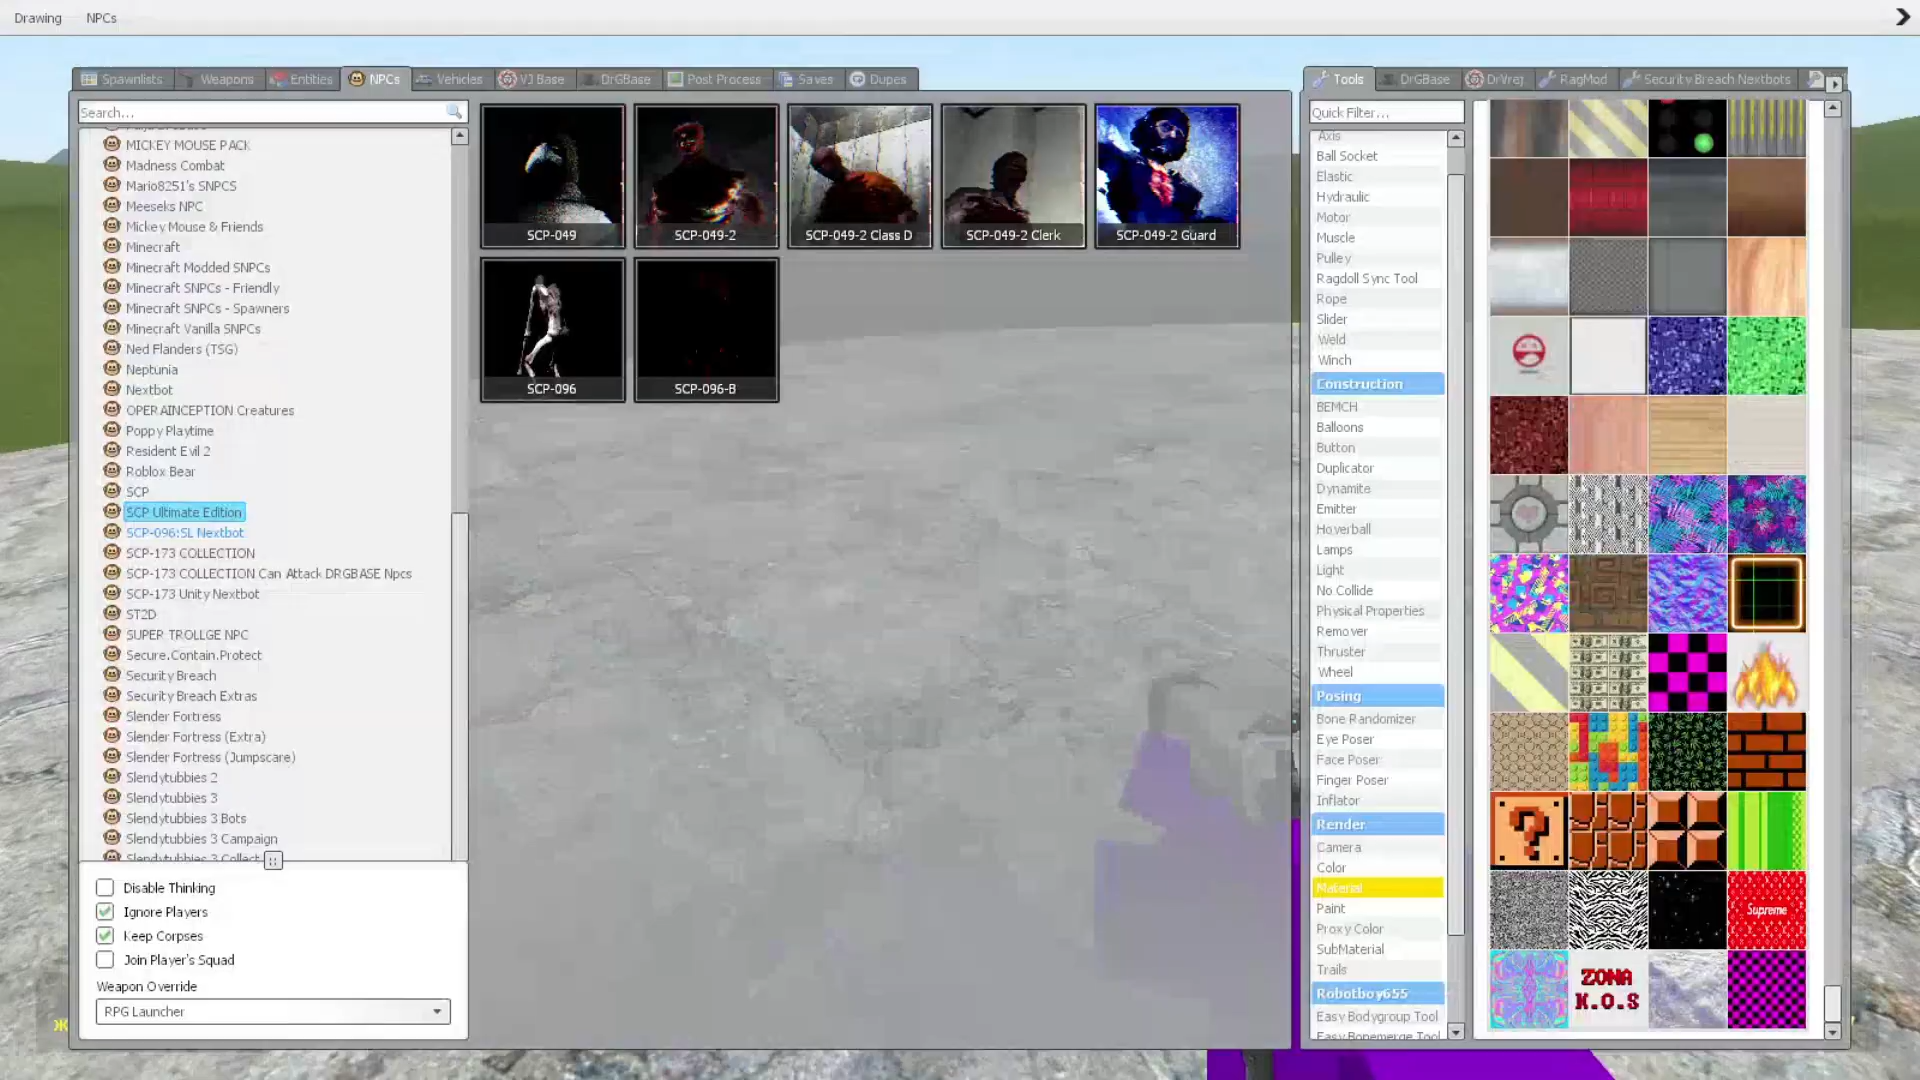 Drawing NPCs
Spawnlists Weapons Entities NPCs Vehicles VJ Base DrGBase Post Process Saves Dupes
Search...
MICKEY MOUSE PACK
Madness Combat
Mario8251's SNPCS
Meeseks NPC
Mickey Mouse & Friends
Minecraft
Minecraft Modded SNPCs
Minecraft SNPCs - Friendly
Minecraft SNPCs - Spawners
Minecraft Vanilla SNPCs
Ned Flanders (TSG)
Neptunia
Nextbot
OPERAINCEPTION Creatures
Poppy Playtime
Resident Evil 2
Roblox Bear
SCP
SCP Ultimate Edition
SCP-096:SL Nextbot
SCP-173 COLLECTION
SCP-173 COLLECTION Can Attack DRGBASE Npcs
SCP-173 Unity Nextbot
ST2D
SUPER TROLLGE NPC
Secure.Contain.Protect
Security Breach
Security Breach Extras
Slender Fortress
Slender Fortress (Extra)
Slender Fortress (Jumpscare)
Slendytubbies 2
Slendytubbies 3
Slendytubbies 3 Bots
Slendytubbies 3 Campaign
Slendytubbies 3 Collect
Disable Thinking
Ignore Players
Keep Corpses
Join Player's Squad
Weapon Override
RPG Launcher
SCP-049 SCP-049-2 SCP-049-2 Class D SCP-049-2 Clerk SCP-049-2 Guard
SCP-096 SCP-096-B
Tools DrGBase DrVrej RagMod Security Breach Nextbots
Quick Filter...
Axis
Ball Socket
Elastic
Hydraulic
Motor
Muscle
Pulley
Ragdoll Sync Tool
Rope
Slider
Weld
Winch
Construction
BEMCH
Balloons
Button
Duplicator
Dynamite
Emitter
Hoverball
Lamps
Light
No Collide
Physical Properties
Remover
Thruster
Wheel
Posing
Bone Randomizer
Eye Poser
Face Poser
Finger Poser
Inflator
Render
Camera
Color
Material
Paint
Proxy Color
SubMaterial
Trails
Robotboy655
Easy Bodygroup Tool
Easy Bonemerge Tool
Supreme
ZONA
K.O.S
Ж